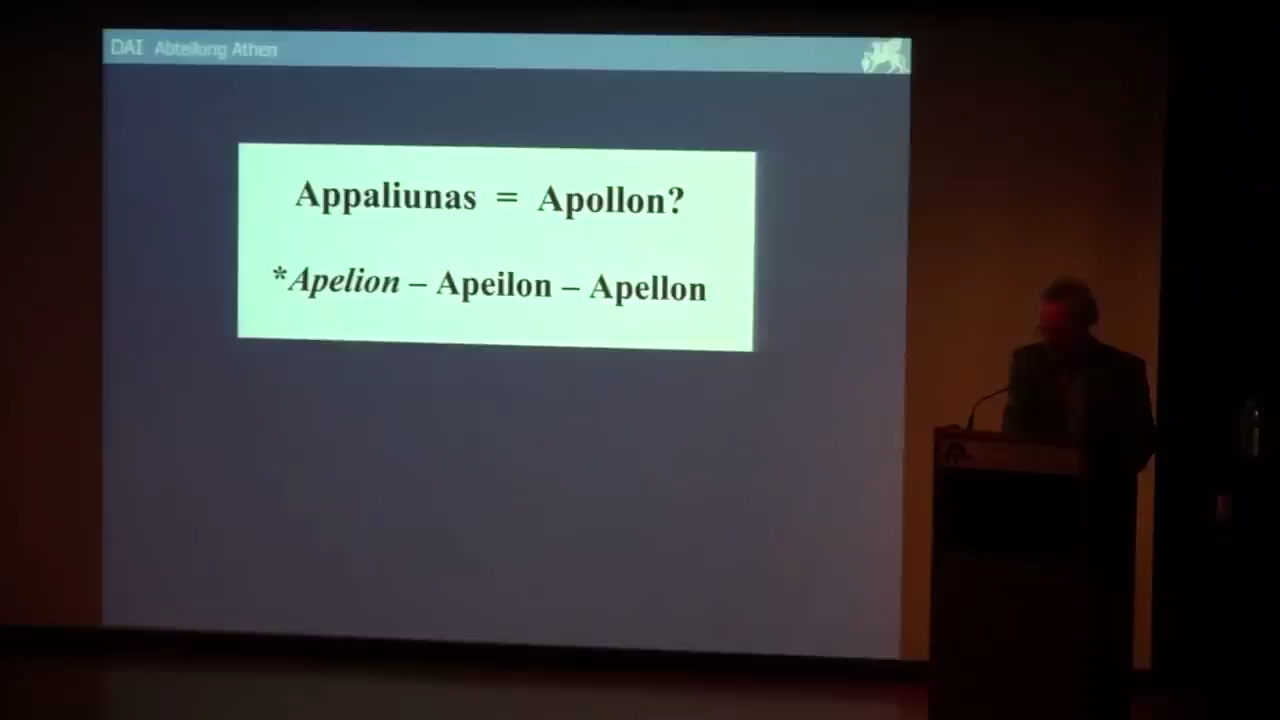 DAI Abteilung Athen
Appaliunas = Apollon?
*Apelion – Apeilon – Apellon